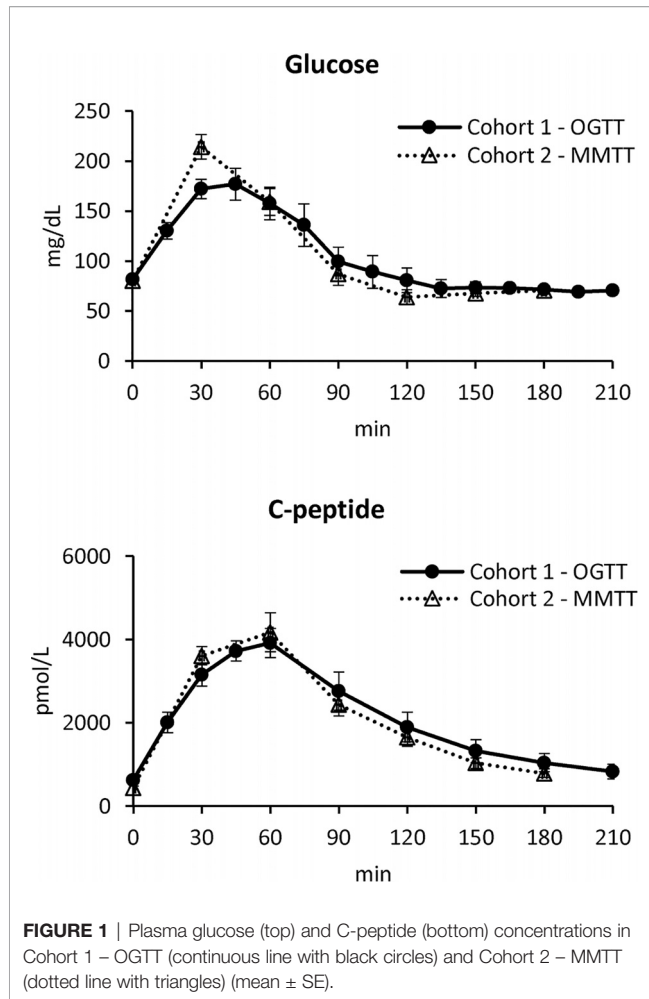 Glucose
250
200
150
100
50
0
mg/dL
Cohort 1 - OGTT
Cohort 2 - MMTT
0 30 60 90 120 150 180 210
min
C-peptide
6000
4000
2000
0
pmol/L
Cohort 1 - OGTT
Cohort 2 - MMTT
0 30 60 90 120 150 180 210
min
FIGURE 1 | Plasma glucose (top) and C-peptide (bottom) concentrations in
Cohort 1 – OGTT (continuous line with black circles) and Cohort 2 – MMTT
(dotted line with triangles) (mean ± SE).